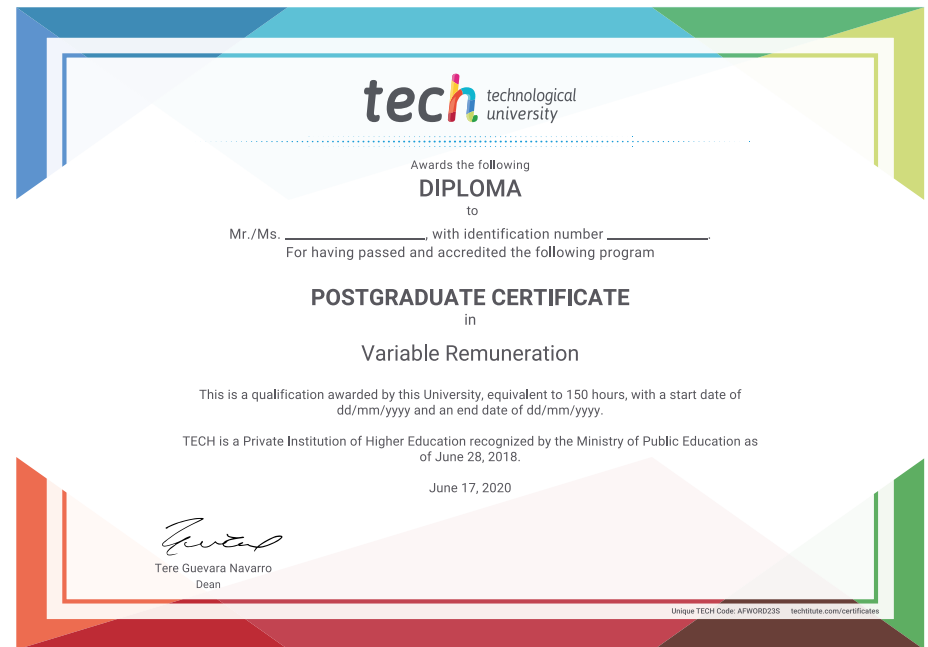 tech technological
university
Awards the following
DIPLOMA
to
Mr./Ms. ____________________, with identification number ______________.
For having passed and accredited the following program
POSTGRADUATE CERTIFICATE
in
Variable Remuneration
This is a qualification awarded by this University, equivalent to 150 hours, with a start date of
dd/mm/yyyy and an end date of dd/mm/yyyy.
TECH is a Private Institution of Higher Education recognized by the Ministry of Public Education as
of June 28, 2018.
June 17, 2020
Tere Guevara Navarro
Dean
Unique TECH Code: AFWORD23S techtitute.com/certificates